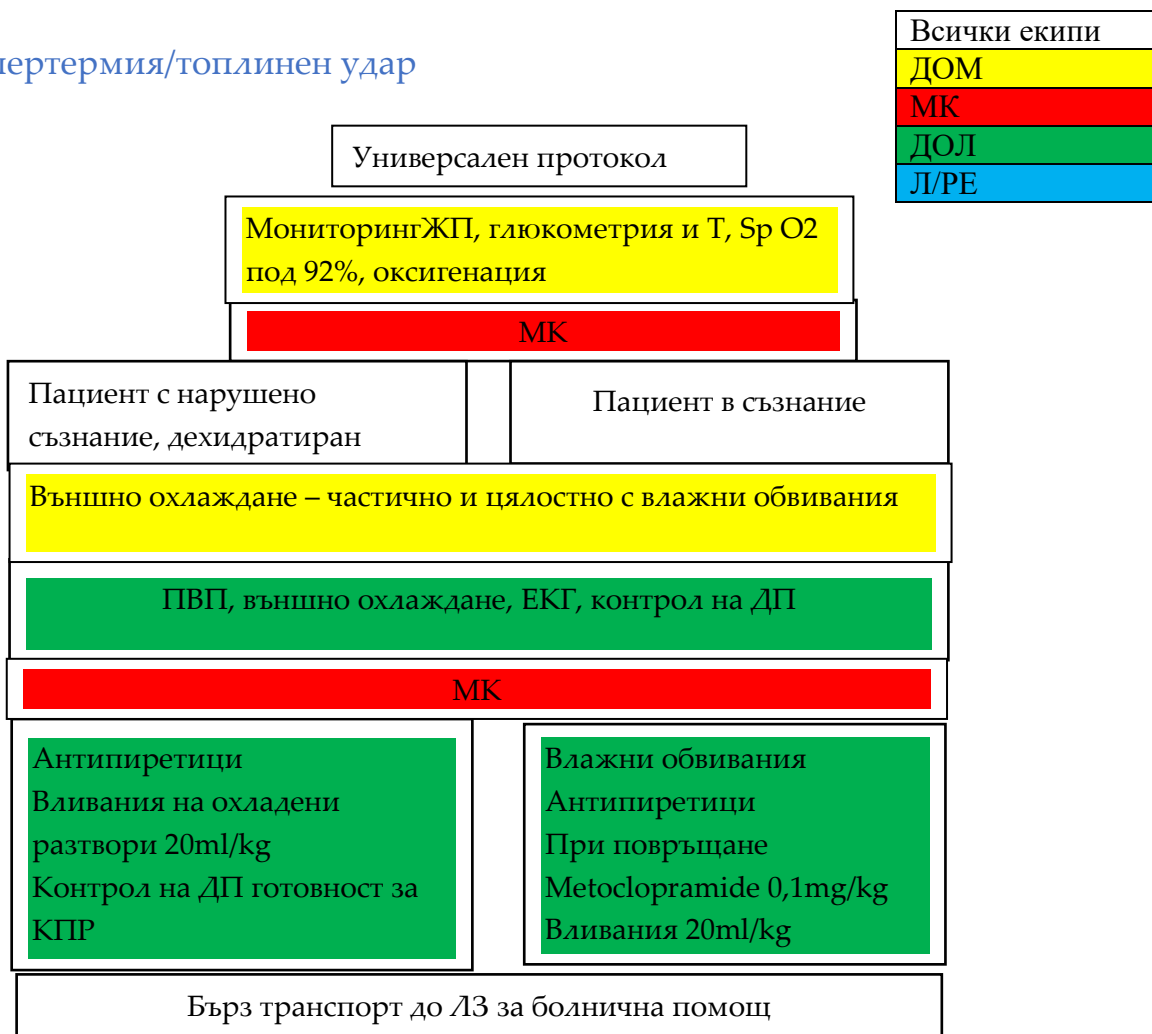 пертермия/топлинен удар
Всички екипи
ДОМ
МК
ДОЛ
Л/РЕ
Универсален протокол
МониторингЖП, глюкометрия и Т, Sp O2
под 92%, оксигенация
МК
Пациент с нарушено
съзнание, дехидратиран
Пациент в съзнание
Външно охлаждане – частично и цялостно с влажни обвивания
ПВП, външно охлаждане, ЕКГ, контрол на ДП
МК
Антипиретици
Вливания на охладени
разтвори 20ml/kg
Контрол на ДП готовност за
КПР
Влажни обвивания
Антипиретици
При повръщане
Metoclopramide 0,1mg/kg
Вливания 20ml/kg
Бърз транспорт до ЛЗ за болнична помощ